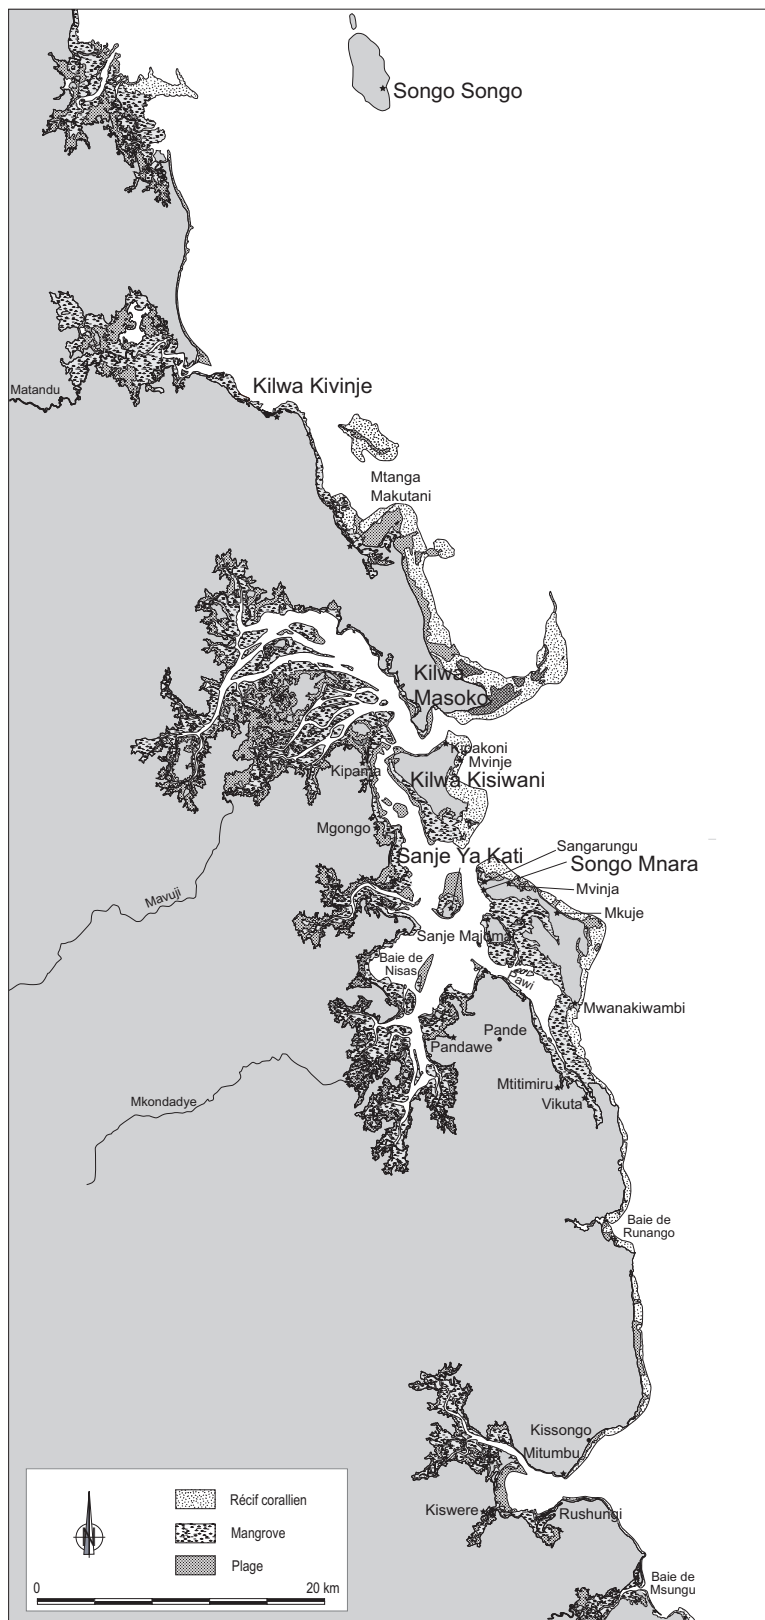 Songo Songo
Matandu
Kilwa Kivinje
Mtanga
Makutani
Kilwa
Masoko
Kipakoni
Mvinje
Kipama
Kilwa Kisiwani
Mgongo
Sanje Ya Kati
Sangarungu
Songo Mnara
Mvinja
Mkuje
Mavuji
Sanje Majoma
Baie de
Nisas
Pawi
Mwanakiwambi
Pande
Pandawe
Mtitimiru
Vikuta
Mkondadye
Baie de
Runango
Kissongo
Mitumbu
Kiswere
Rushungi
Baie de
Msungu
N
Récif corallien
Mangrove
Plage
0
20 km